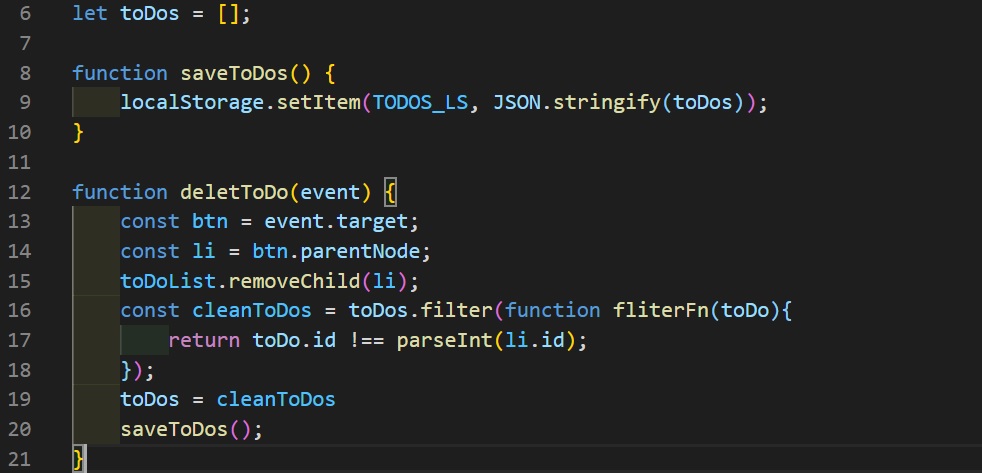 6 let toDos = [];
7
8 function saveToDos() {
9     localStorage.setItem(TODOS_LS, JSON.stringify(toDos));
10 }
11
12 function deletToDo(event) {
13     const btn = event.target;
14     const li = btn.parentNode;
15     toDoList.removeChild(li);
16     const cleanToDos = toDos.filter(function fliterFn(toDo){
17         return toDo.id !== parseInt(li.id);
18     });
19     toDos = cleanToDos
20     saveToDos();
21 }